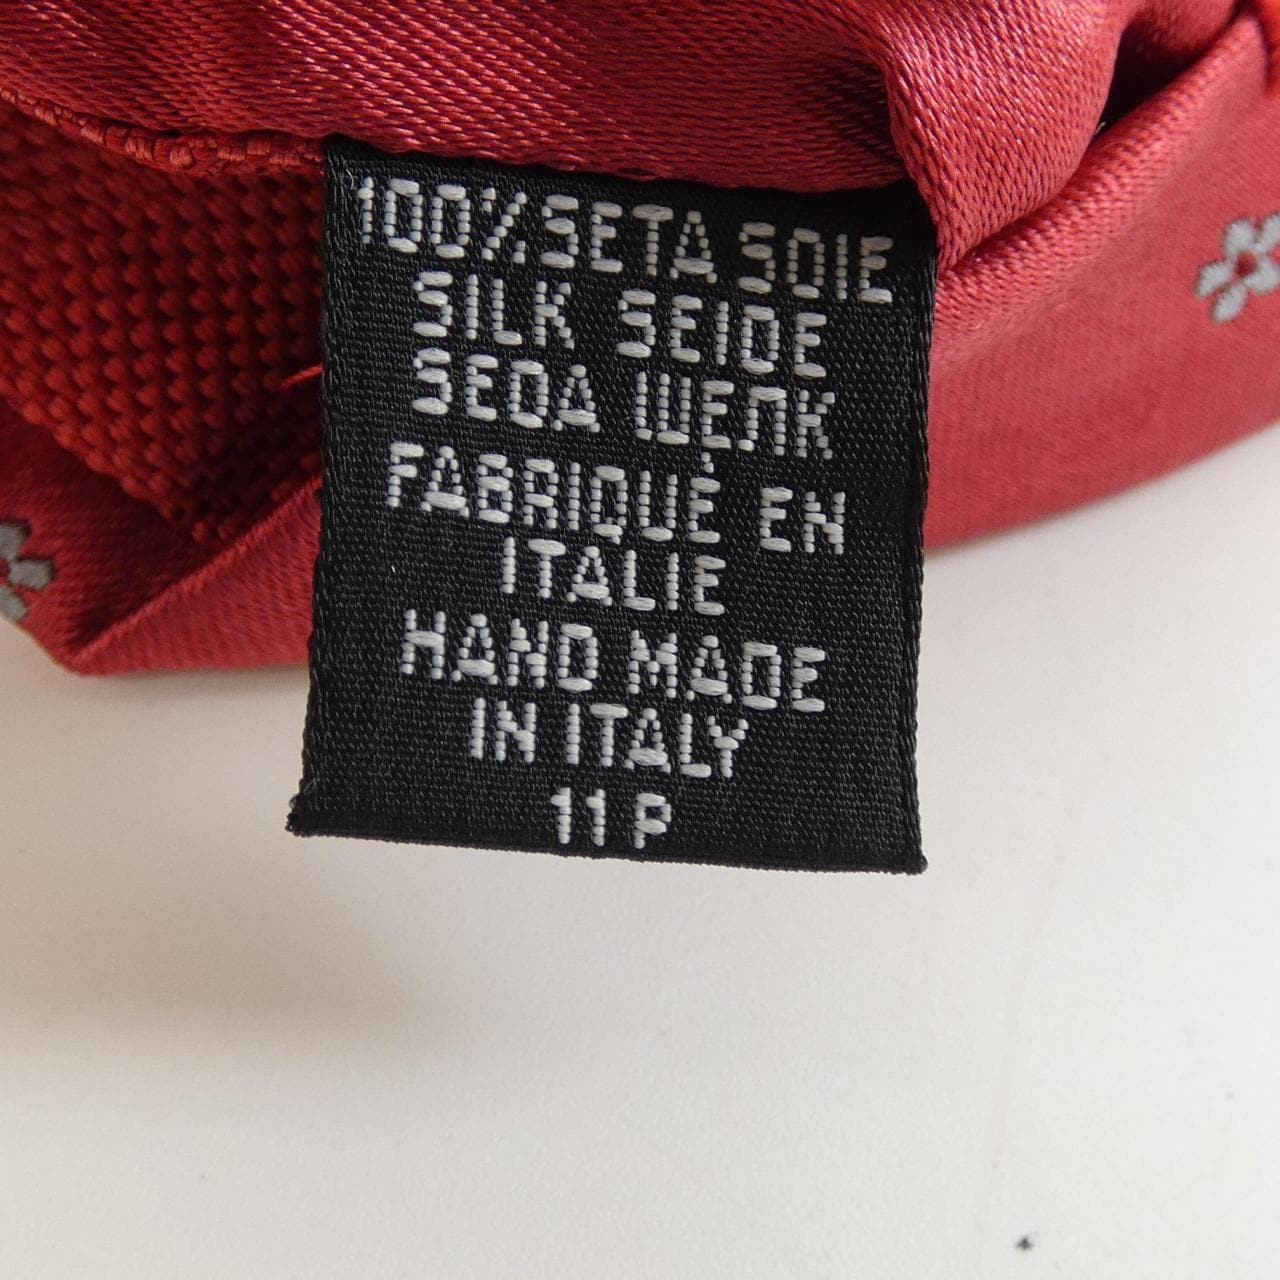 100% SETA SOIE
SILK SEIDE
SEDA ШЕЛК
FABRIQUÉ EN
ITALIE
HAND MADE
IN ITALY
11 P